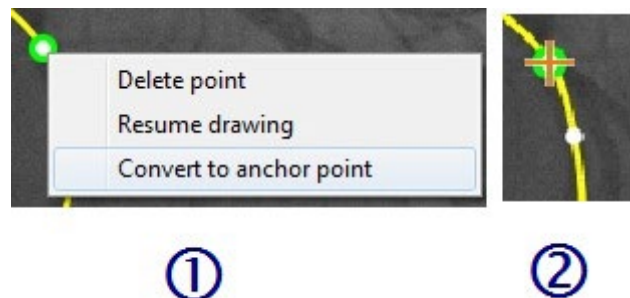 Delete point
Resume drawing
Convert to anchor point
① ②